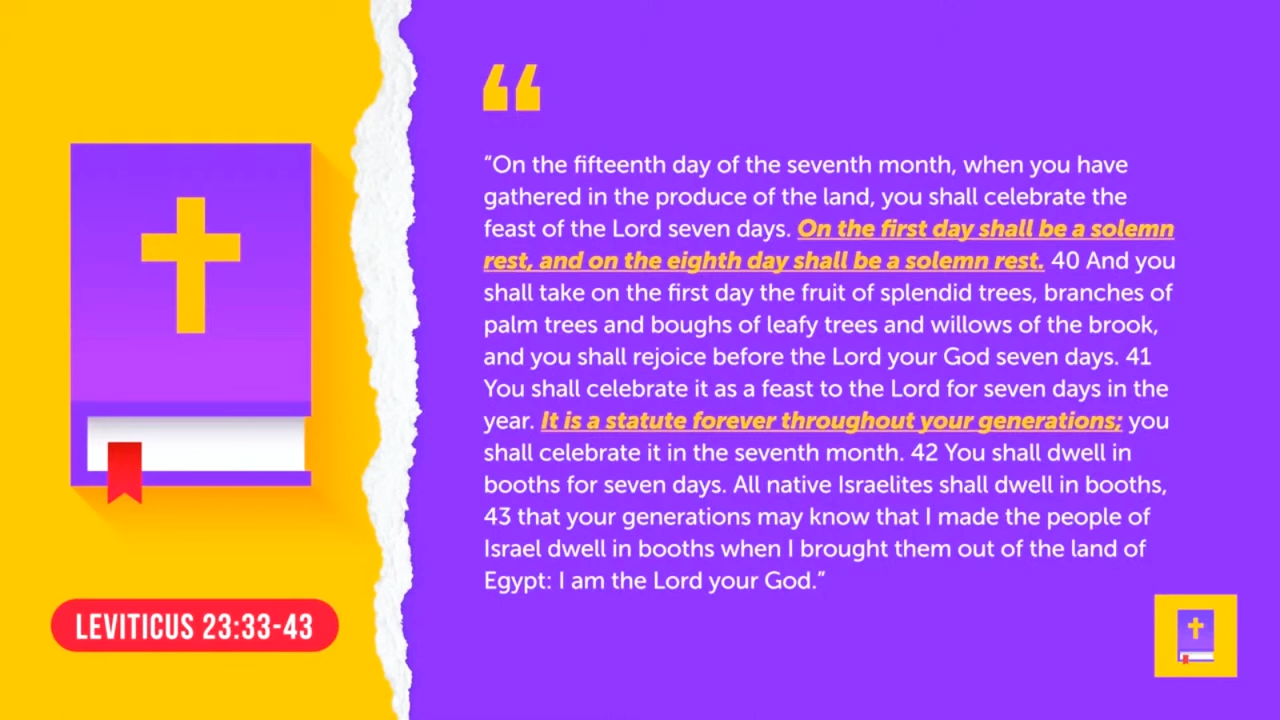 “
“On the fifteenth day of the seventh month, when you have
gathered in the produce of the land, you shall celebrate the
feast of the Lord seven days. On the first day shall be a solemn
rest, and on the eighth day shall be a solemn rest. 40 And you
shall take on the first day the fruit of splendid trees, branches of
palm trees and boughs of leafy trees and willows of the brook,
and you shall rejoice before the Lord your God seven days. 41
You shall celebrate it as a feast to the Lord for seven days in the
year. It is a statute forever throughout your generations; you
shall celebrate it in the seventh month. 42 You shall dwell in
booths for seven days. All native Israelites shall dwell in booths,
43 that your generations may know that I made the people of
Israel dwell in booths when I brought them out of the land of
Egypt: I am the Lord your God.”
LEVITICUS 23:33-43